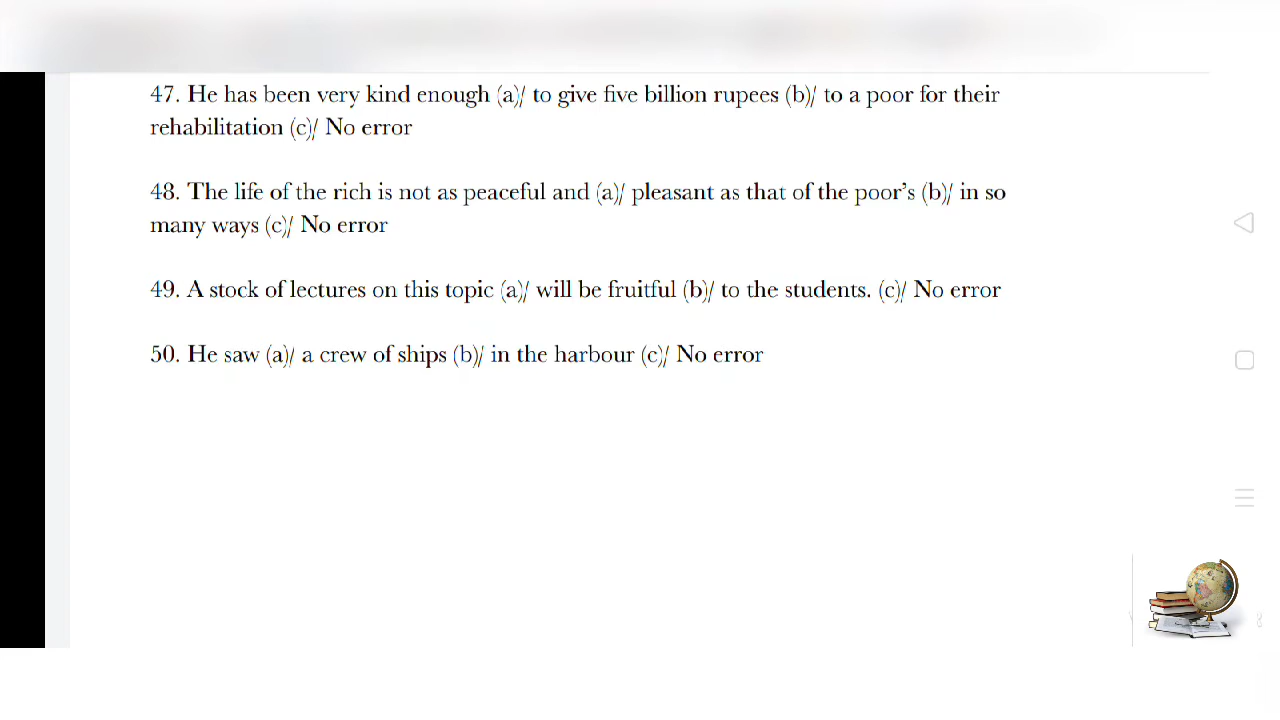 47. He has been very kind enough (a)/ to give five billion rupees (b)/ to a poor for their
rehabilitation (c)/ No error
48. The life of the rich is not as peaceful and (a)/ pleasant as that of the poor's (b)/ in so
many ways (c)/ No error
49. A stock of lectures on this topic (a)/ will be fruitful (b)/ to the students. (c)/ No error
50. He saw (a)/ a crew of ships (b)/ in the harbour (c)/ No error